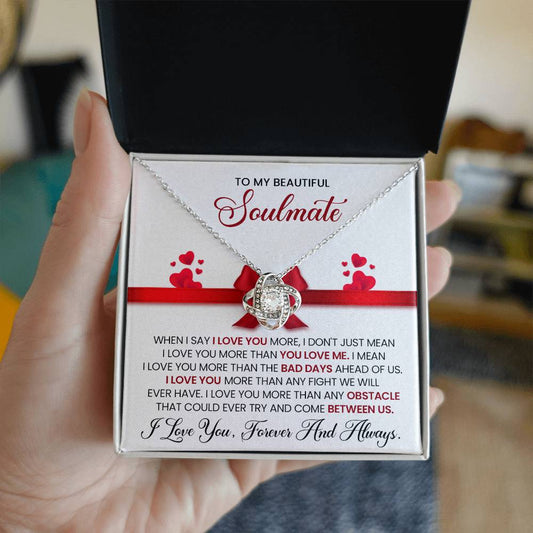 TO MY BEAUTIFUL
Soulmate
WHEN I SAY I LOVE YOU MORE, I DON'T JUST MEAN
I LOVE YOU MORE THAN YOU LOVE ME. I MEAN
I LOVE YOU MORE THAN THE BAD DAYS AHEAD OF US.
I LOVE YOU MORE THAN ANY FIGHT WE WILL
EVER HAVE. I LOVE YOU MORE THAN ANY OBSTACLE
THAT COULD EVER TRY AND COME BETWEEN US.
I Love You, Forever And Always.